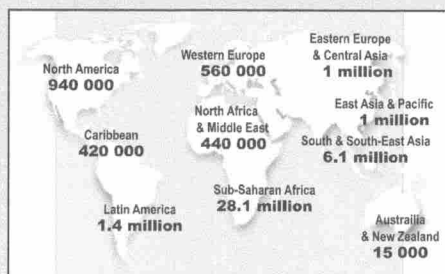 North America
940 000
Western Europe
560 000
Eastern Europe
& Central Asia
1 million
Caribbean
420 000
North Africa
& Middle East
440 000
East Asia & Pacific
1 million
South & South-East Asia
6.1 million
Latin America
1.4 million
Sub-Saharan Africa
28.1 million
Austrailia
& New Zealand
15 000